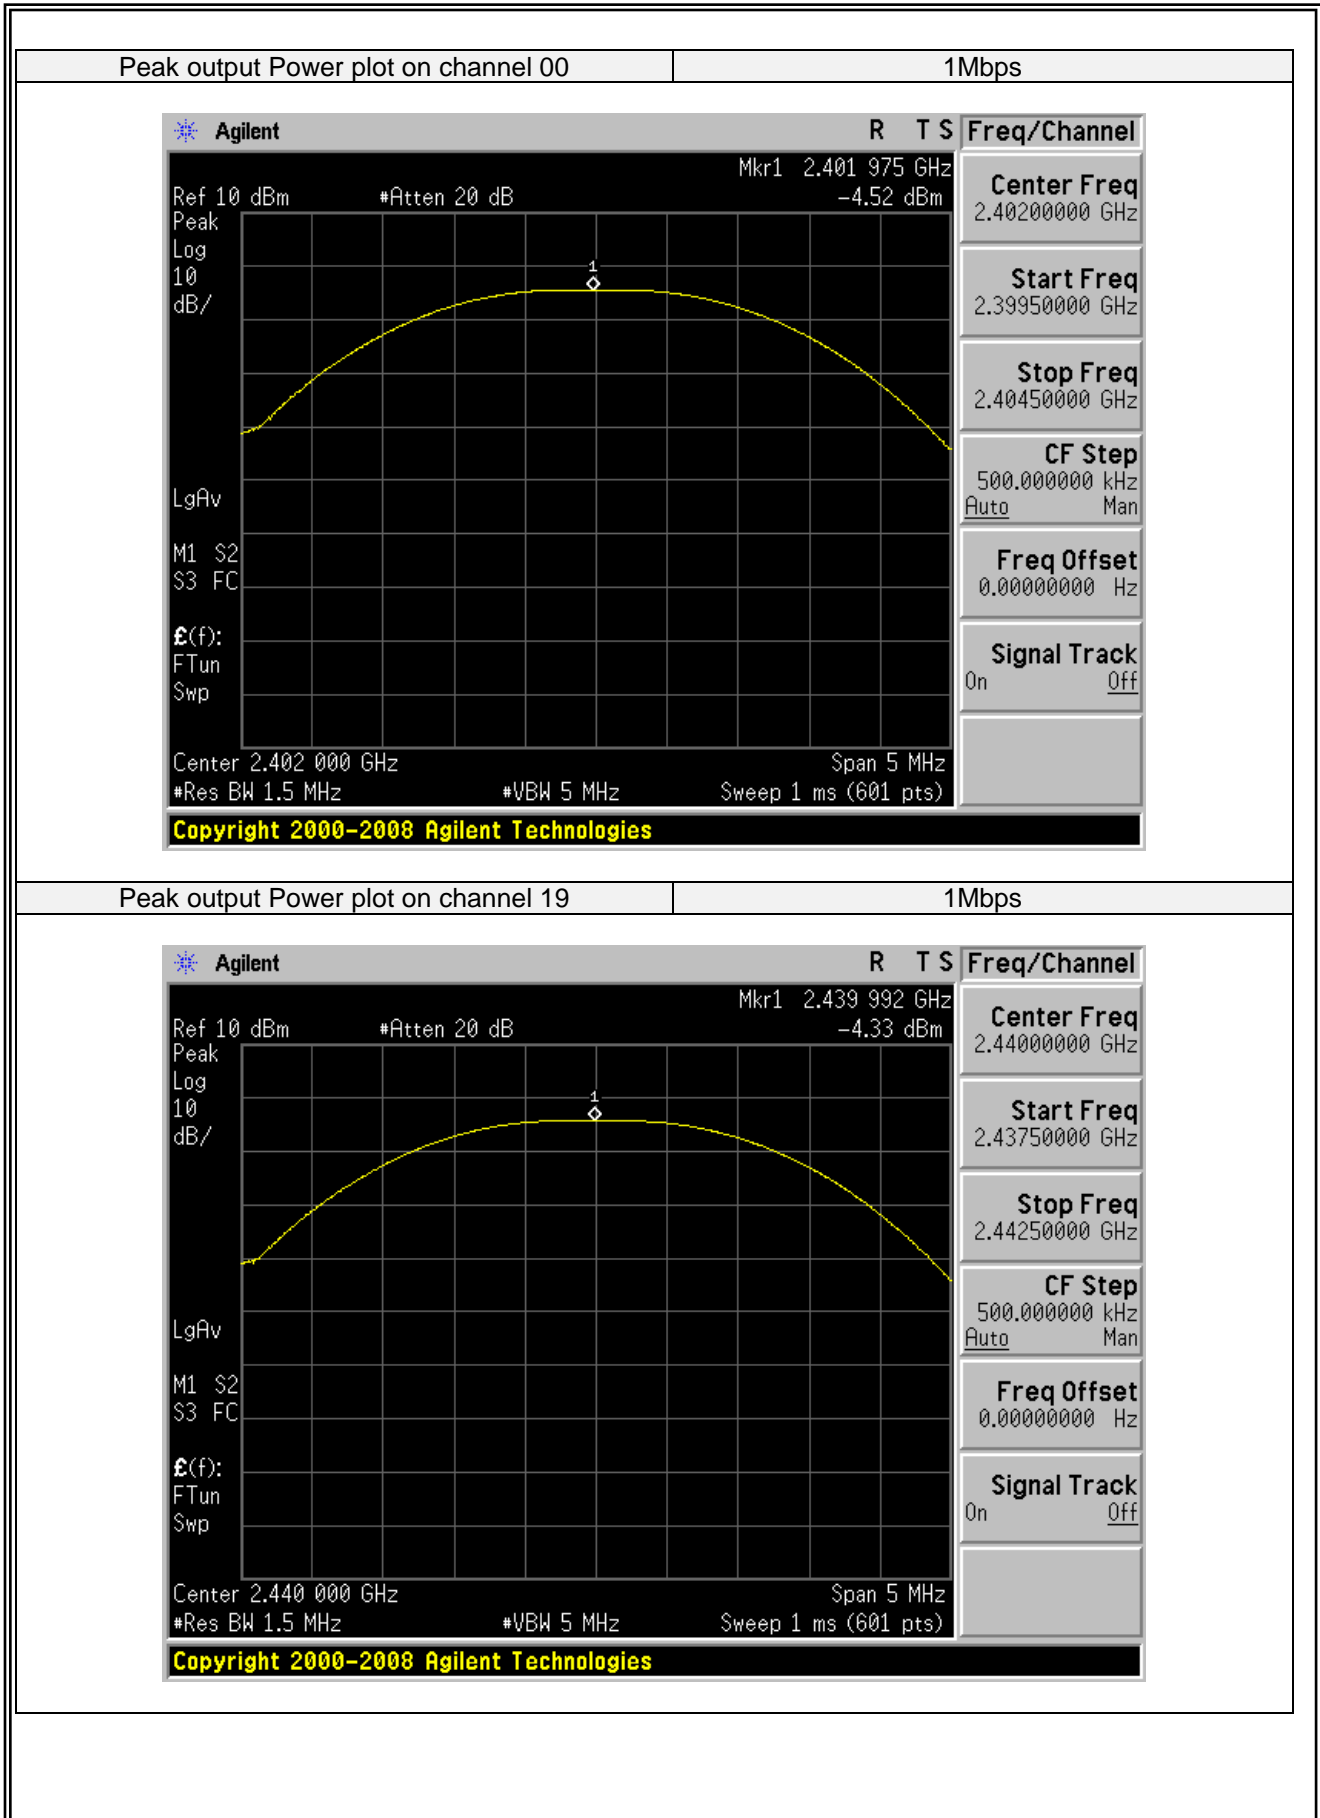 Peak output Power plot on channel 00 1Mbps
Agilent R T S Freq/Channel
Mkr1 2.401 975 GHz
Ref 10 dBm #Atten 20 dB -4.52 dBm
Peak
Log
10
dB/
1
LgAv
M1 S2
S3 FC
£(f):
FTun
Swp
Center 2.402 000 GHz Span 5 MHz
#Res BW 1.5 MHz #VBW 5 MHz Sweep 1 ms (601 pts)
Center Freq
2.40200000 GHz
Start Freq
2.39950000 GHz
Stop Freq
2.40450000 GHz
CF Step
500.000000 kHz
Auto Man
Freq Offset
0.00000000 Hz
Signal Track
On Off
Copyright 2000-2008 Agilent Technologies
Peak output Power plot on channel 19 1Mbps
Agilent R T S Freq/Channel
Mkr1 2.439 992 GHz
Ref 10 dBm #Atten 20 dB -4.33 dBm
Peak
Log
10
dB/
1
LgAv
M1 S2
S3 FC
£(f):
FTun
Swp
Center 2.440 000 GHz Span 5 MHz
#Res BW 1.5 MHz #VBW 5 MHz Sweep 1 ms (601 pts)
Center Freq
2.44000000 GHz
Start Freq
2.43750000 GHz
Stop Freq
2.44250000 GHz
CF Step
500.000000 kHz
Auto Man
Freq Offset
0.00000000 Hz
Signal Track
On Off
Copyright 2000-2008 Agilent Technologies